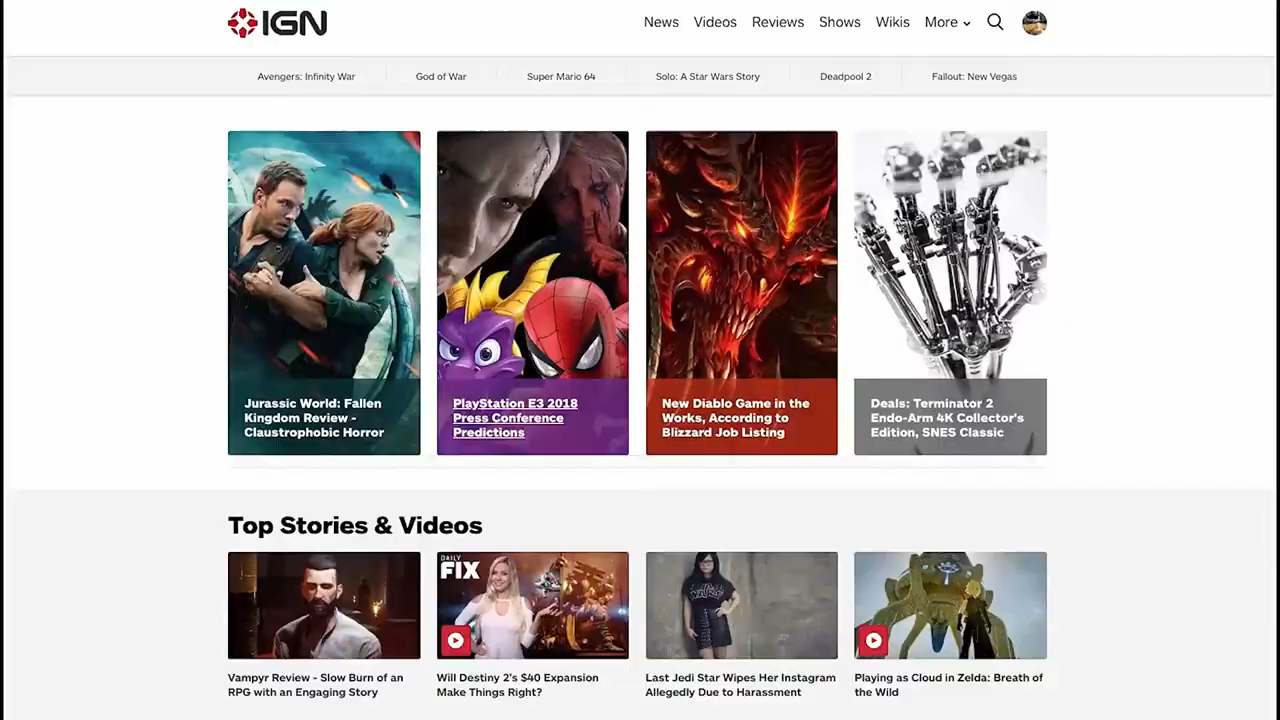 IGN
News Videos Reviews Shows Wikis More
Avengers: Infinity War God of War Super Mario 64 Solo: A Star Wars Story Deadpool 2 Fallout: New Vegas
Jurassic World: Fallen
Kingdom Review -
Claustrophobic Horror
PlayStation E3 2018
Press Conference
Predictions
New Diablo Game in the
Works, According to
Blizzard Job Listing
Deals: Terminator 2
Endo-Arm 4K Collector's
Edition, SNES Classic
Top Stories & Videos
DAILY
FIX
Vampyr Review - Slow Burn of an
RPG with an Engaging Story
Will Destiny 2's $40 Expansion
Make Things Right?
Last Jedi Star Wipes Her Instagram
Allegedly Due to Harassment
Playing as Cloud in Zelda: Breath of
the Wild